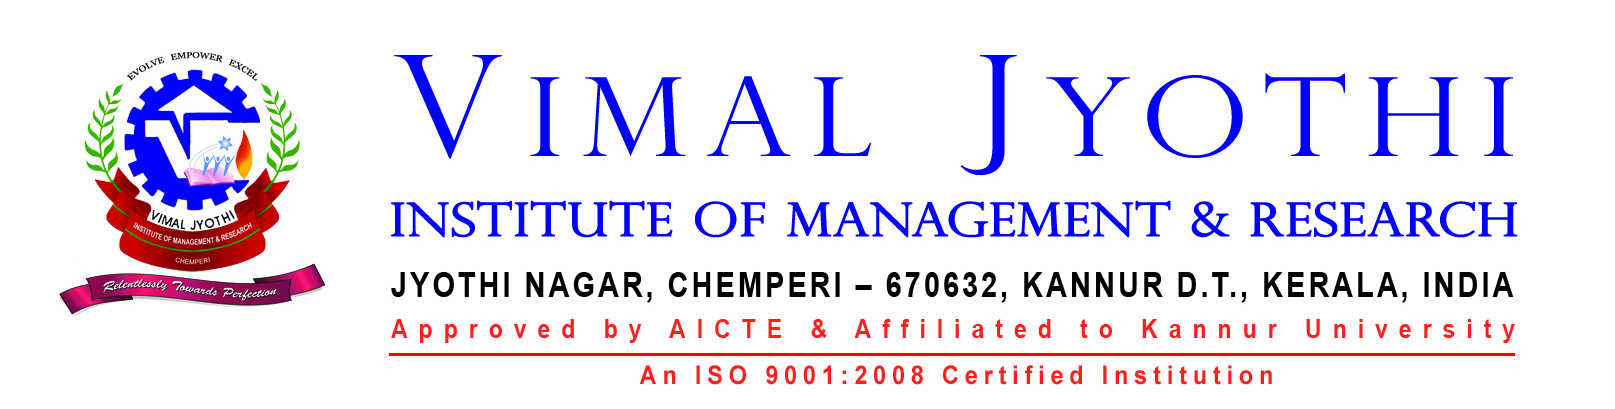 EVOLVE EMPOWER EXCEL
VIMAL JYOTHI
INSTITUTE OF MANAGEMENT & RESEARCH
CHEMPERI
Relentlessly Towards Perfection
VIMAL JYOTHI
INSTITUTE OF MANAGEMENT & RESEARCH
JYOTHI NAGAR, CHEMPERI – 670632, KANNUR D.T., KERALA, INDIA
Approved by AICTE & Affiliated to Kannur University
An ISO 9001:2008 Certified Institution